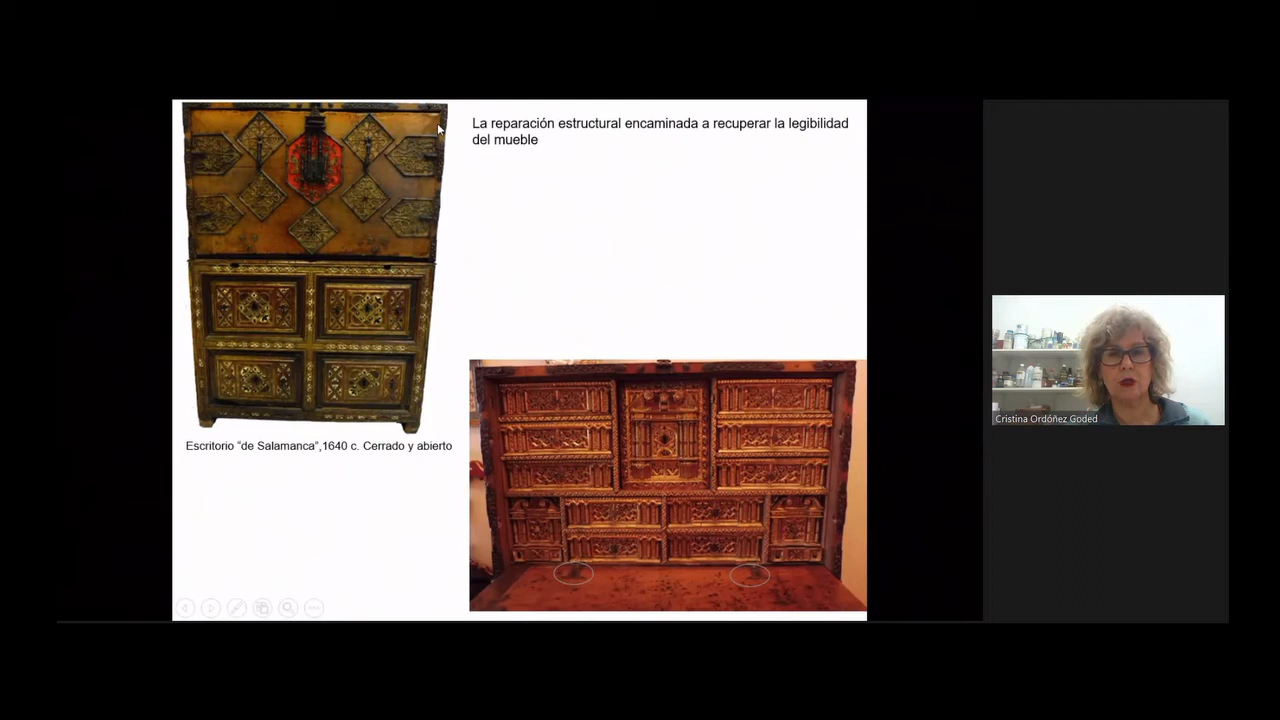 La reparación estructural encaminada a recuperar la legibilidad
del mueble
Escritorio “de Salamanca”,1640 c. Cerrado y abierto
Cristina Ordóñez Goded